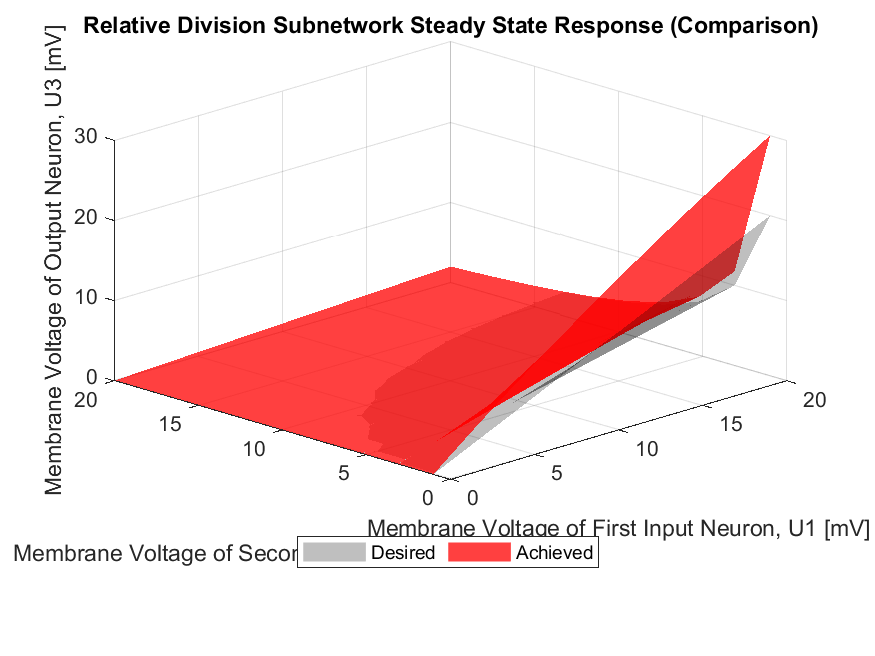 Relative Division Subnetwork Steady State Response (Comparison)
Membrane Voltage of Output Neuron, U3 [mV]
30
20
10
0
20
15
10
5
0
0
5
10
15
20
Membrane Voltage of First Input Neuron, U1 [mV]
Membrane Voltage of Secon
Desired
Achieved